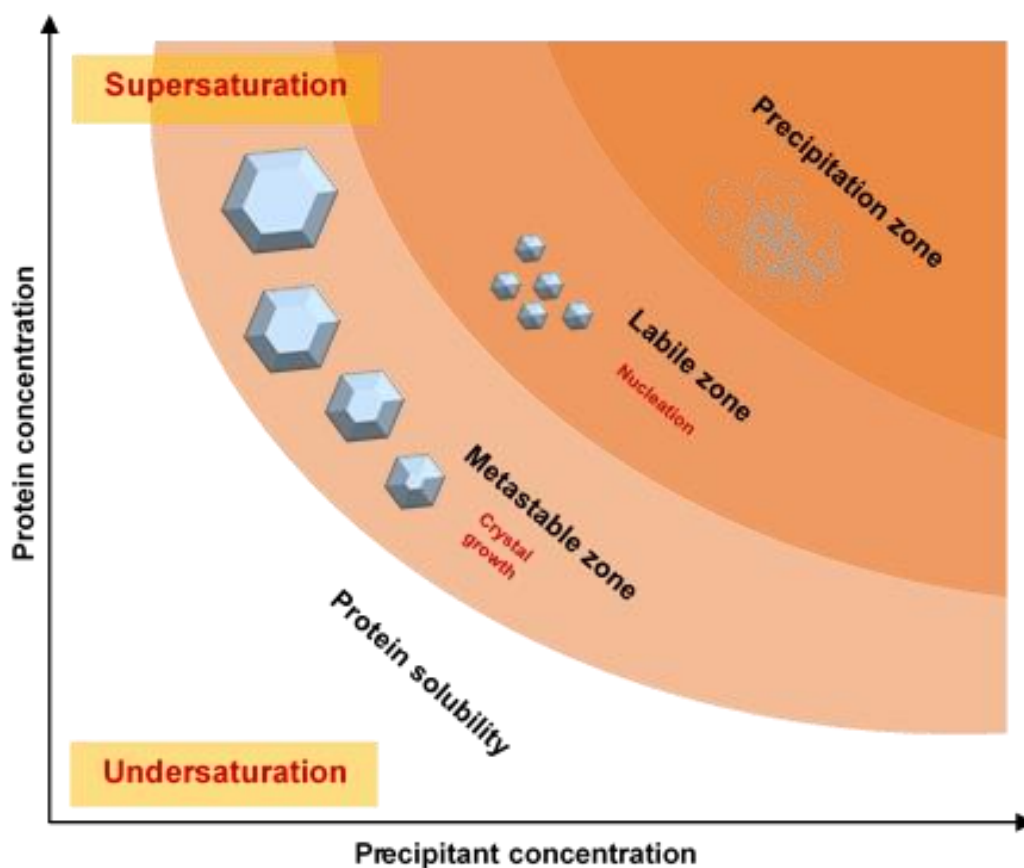 Supersaturation
Precipitation zone
Labile zone
Nucleation
Metastable zone
Crystal
growth
Protein solubility
Undersaturation
Protein concentration
Precipitant concentration